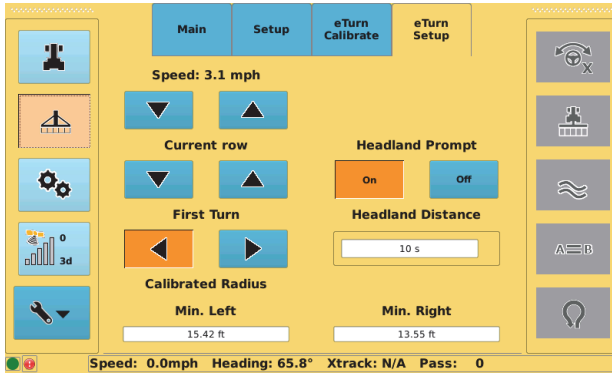 Main
Setup
eTurn
Calibrate
eTurn
Setup
Speed: 3.1 mph
X
Current row
Headland Prompt
On
Off
First Turn
Headland Distance
0
3d
10 s
A B
Calibrated Radius
Min. Left
Min. Right
15.42 ft
13.55 ft
Speed: 0.0mph Heading: 65.8° Xtrack: N/A Pass: 0